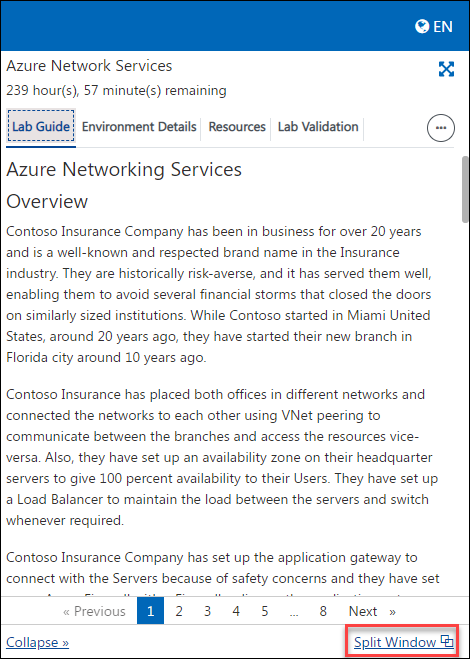 EN
Azure Network Services
239 hour(s), 57 minute(s) remaining
Lab Guide Environment Details Resources Lab Validation
Azure Networking Services
Overview
Contoso Insurance Company has been in business for over 20 years
and is a well-known and respected brand name in the Insurance
industry. They are historically risk-averse, and it has served them well,
enabling them to avoid several financial storms that closed the doors
on similarly sized institutions. While Contoso started in Miami United
States, around 20 years ago, they have started their new branch in
Florida city around 10 years ago.
Contoso Insurance has placed both offices in different networks and
connected the networks to each other using VNet peering to
communicate between the branches and access the resources vice-
versa. Also, they have set up an availability zone on their headquarter
servers to give 100 percent availability to their Users. They have set up
a Load Balancer to maintain the load between the servers and switch
whenever required.
Contoso Insurance Company has set up the application gateway to
connect with the Servers because of safety concerns and they have set
« Previous 1 2 3 4 5 ... 8 Next »
Collapse » Split Window